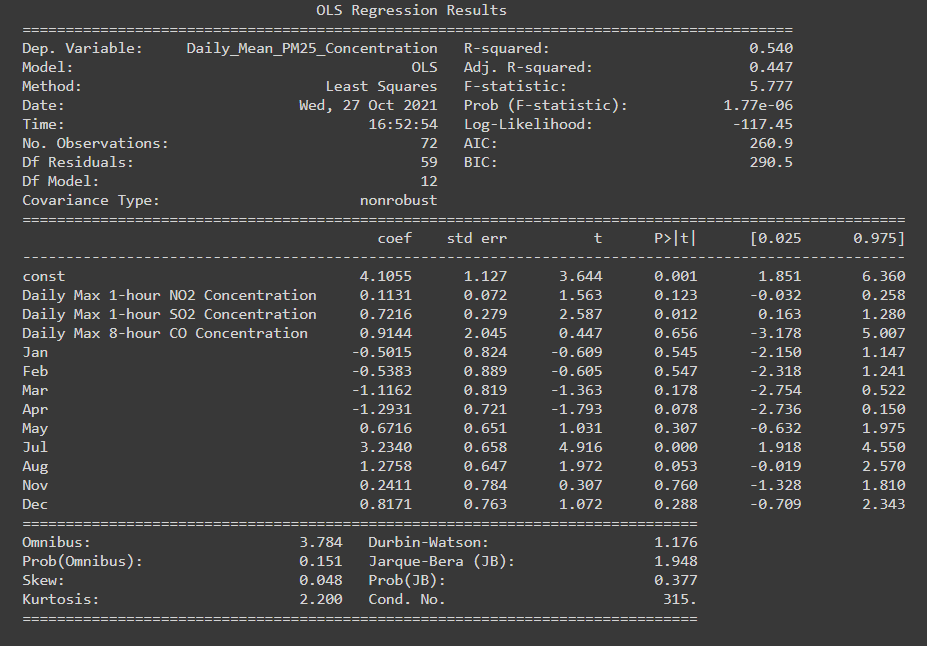 OLS Regression Results
==========================================================================================
Dep. Variable: Daily_Mean_PM25_Concentration R-squared: 0.540
Model: OLS Adj. R-squared: 0.447
Method: Least Squares F-statistic: 5.777
Date: Wed, 27 Oct 2021 Prob (F-statistic): 1.77e-06
Time: 16:52:54 Log-Likelihood: -117.45
No. Observations: 72 AIC: 260.9
Df Residuals: 59 BIC: 290.5
Df Model: 12
Covariance Type: nonrobust
=======================================================================================================
coef std err t P>|t| [0.025 0.975]
-------------------------------------------------------------------------------------------------------
const 4.1055 1.127 3.644 0.001 1.851 6.360
Daily Max 1-hour NO2 Concentration 0.1131 0.072 1.563 0.123 -0.032 0.258
Daily Max 1-hour SO2 Concentration 0.7216 0.279 2.587 0.012 0.163 1.280
Daily Max 8-hour CO Concentration 0.9144 2.045 0.447 0.656 -3.178 5.007
Jan -0.5015 0.824 -0.609 0.545 -2.150 1.147
Feb -0.5383 0.889 -0.605 0.547 -2.318 1.241
Mar -1.1162 0.819 -1.363 0.178 -2.754 0.522
Apr -1.2931 0.721 -1.793 0.078 -2.736 0.150
May 0.6716 0.651 1.031 0.307 -0.632 1.975
Jul 3.2340 0.658 4.916 0.000 1.918 4.550
Aug 1.2758 0.647 1.972 0.053 -0.019 2.570
Nov 0.2411 0.784 0.307 0.760 -1.328 1.810
Dec 0.8171 0.763 1.072 0.288 -0.709 2.343
==============================================================================
Omnibus: 3.784 Durbin-Watson: 1.176
Prob(Omnibus): 0.151 Jarque-Bera (JB): 1.948
Skew: 0.048 Prob(JB): 0.377
Kurtosis: 2.200 Cond. No. 315.
==============================================================================